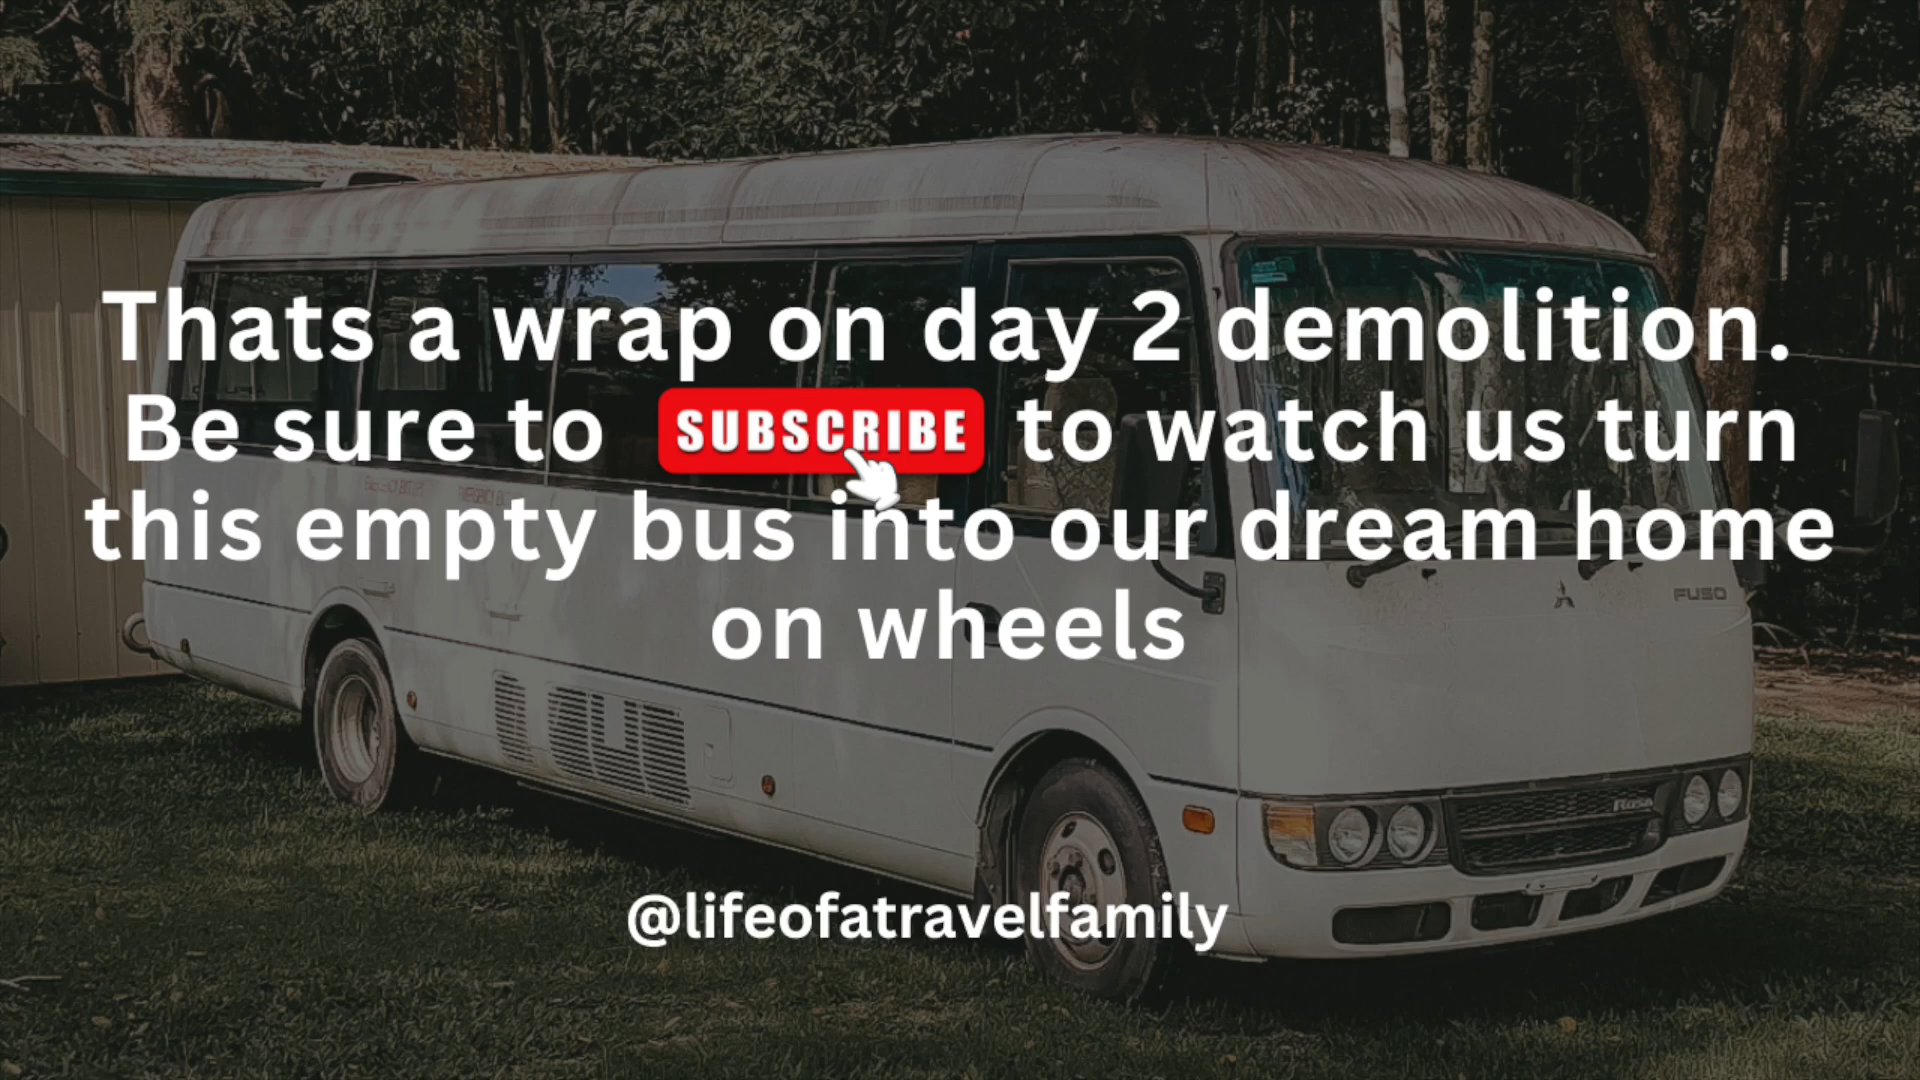 Thats a wrap on day 2 demolition.
Be sure to SUBSCRIBE to watch us turn
this empty bus into our dream home
on wheels
FUSO
Rosa
@lifeofatravelfamily